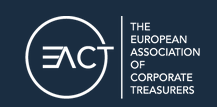 EACT
THE
EUROPEAN
ASSOCIATION
OF
CORPORATE
TREASURERS